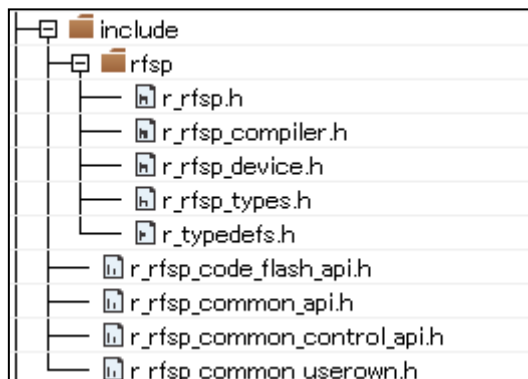 include
rfsp
r_rfsp.h
r_rfsp_compiler.h
r_rfsp_device.h
r_rfsp_types.h
r_typedefs.h
r_rfsp_code_flash_api.h
r_rfsp_common_api.h
r_rfsp_common_control_api.h
r_rfsp_common_userown.h